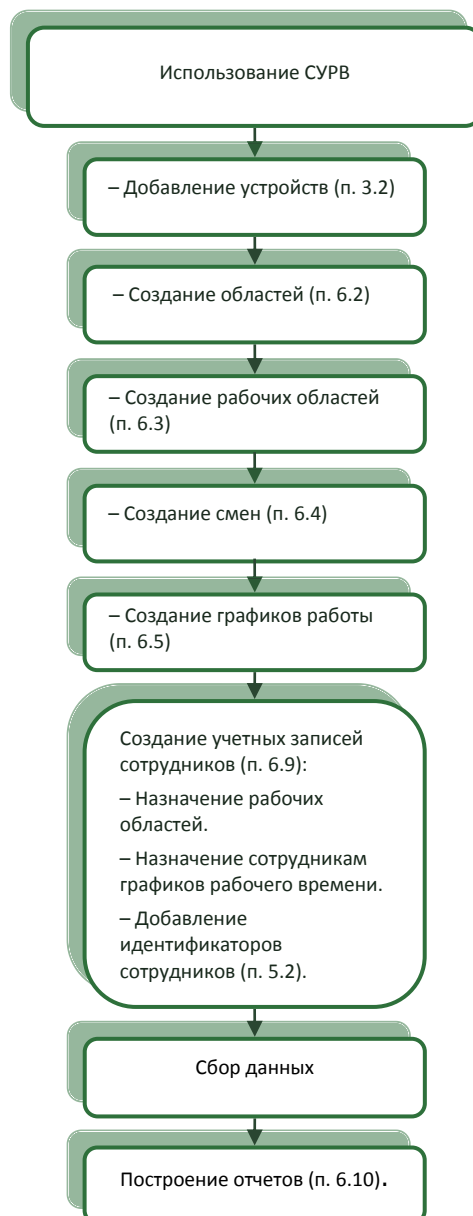 Использование СУРВ
– Добавление устройств (п. 3.2)
– Создание областей (п. 6.2)
– Создание рабочих областей
(п. 6.3)
– Создание смен (п. 6.4)
– Создание графиков работы
(п. 6.5)
Создание учетных записей
сотрудников (п. 6.9):
– Назначение рабочих
областей.
– Назначение сотрудникам
графиков рабочего времени.
– Добавление
идентификаторов
сотрудников (п. 5.2).
Сбор данных
Построение отчетов (п. 6.10).